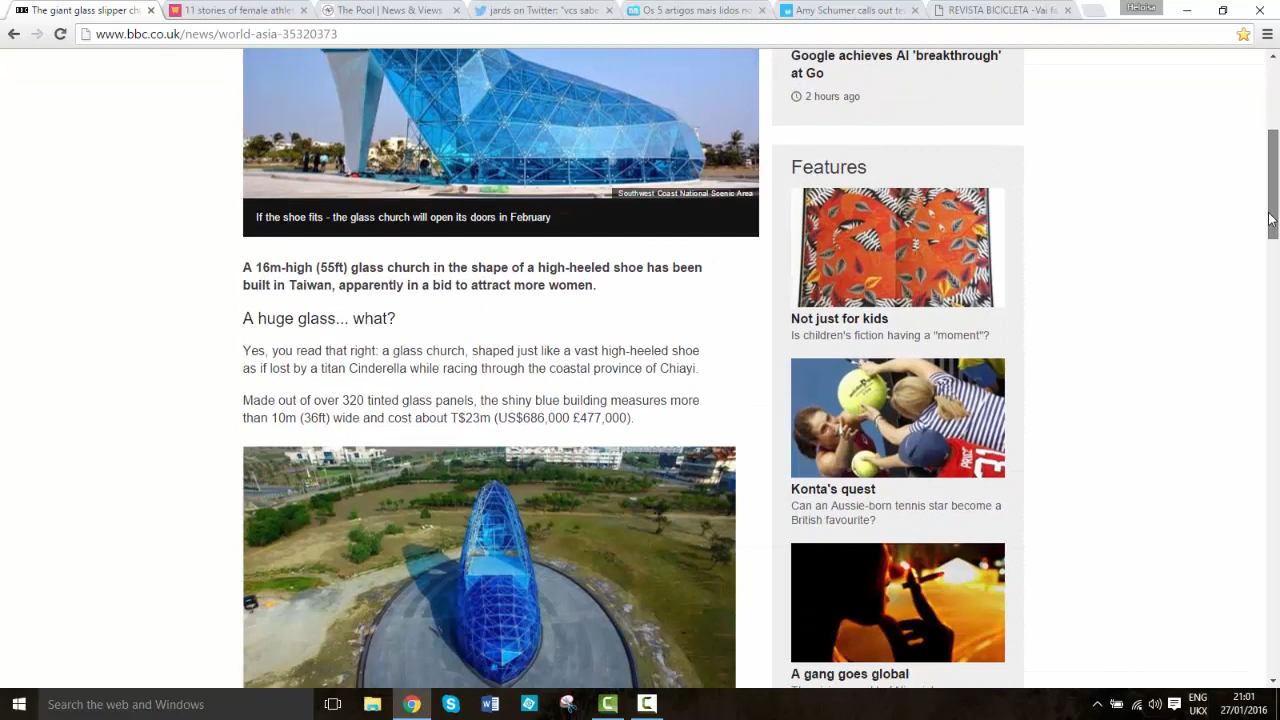 The giant glass slipper ch
11 stories of female athlet
The Pool | News & Views
jards on Twitter: "vcs sabe
Os 5 artigos mais lidos no
Amy Schumer calls out te
REVISTA BICICLETA -Vai fa
Heloisa
www.bbc.co.uk/news/world-asia-35320373
Southwest Coast National Scenic Area
If the shoe fits - the glass church will open its doors in February
A 16m-high (55ft) glass church in the shape of a high-heeled shoe has been
built in Taiwan, apparently in a bid to attract more women.
A huge glass... what?
Yes, you read that right: a glass church, shaped just like a vast high-heeled shoe
as if lost by a titan Cinderella while racing through the coastal province of Chiayi.
Made out of over 320 tinted glass panels, the shiny blue building measures more
than 10m (36ft) wide and cost about T$23m (US$686,000 £477,000).
Google achieves AI 'breakthrough'
at Go
2 hours ago
Features
Not just for kids
Is children's fiction having a "moment"?
Konta's quest
Can an Aussie-born tennis star become a
British favourite?
A gang goes global
Search the web and Windows
ENG
UKX
21:01
27/01/2016